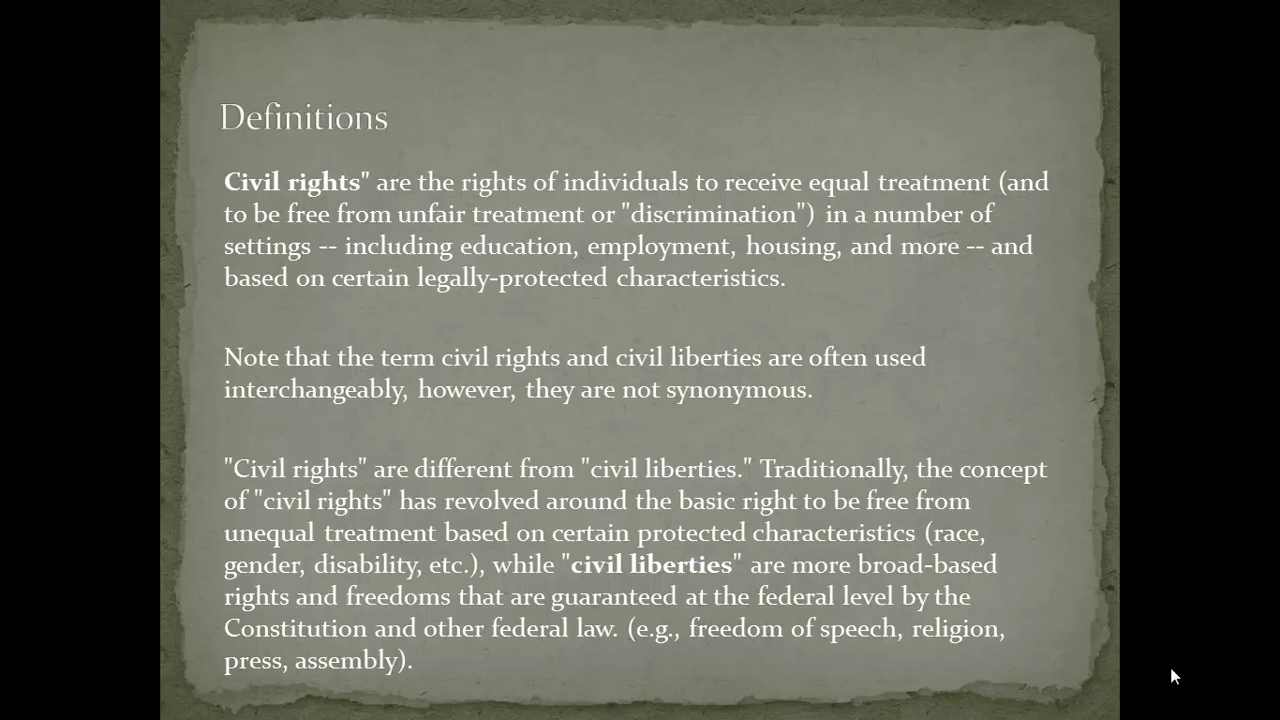 Definitions
Civil rights" are the rights of individuals to receive equal treatment (and
to be free from unfair treatment or "discrimination") in a number of
settings -- including education, employment, housing, and more -- and
based on certain legally-protected characteristics.
Note that the term civil rights and civil liberties are often used
interchangeably, however, they are not synonymous.
"Civil rights" are different from "civil liberties." Traditionally, the concept
of "civil rights" has revolved around the basic right to be free from
unequal treatment based on certain protected characteristics (race,
gender, disability, etc.), while "civil liberties" are more broad-based
rights and freedoms that are guaranteed at the federal level by the
Constitution and other federal law. (e.g., freedom of speech, religion,
press, assembly).